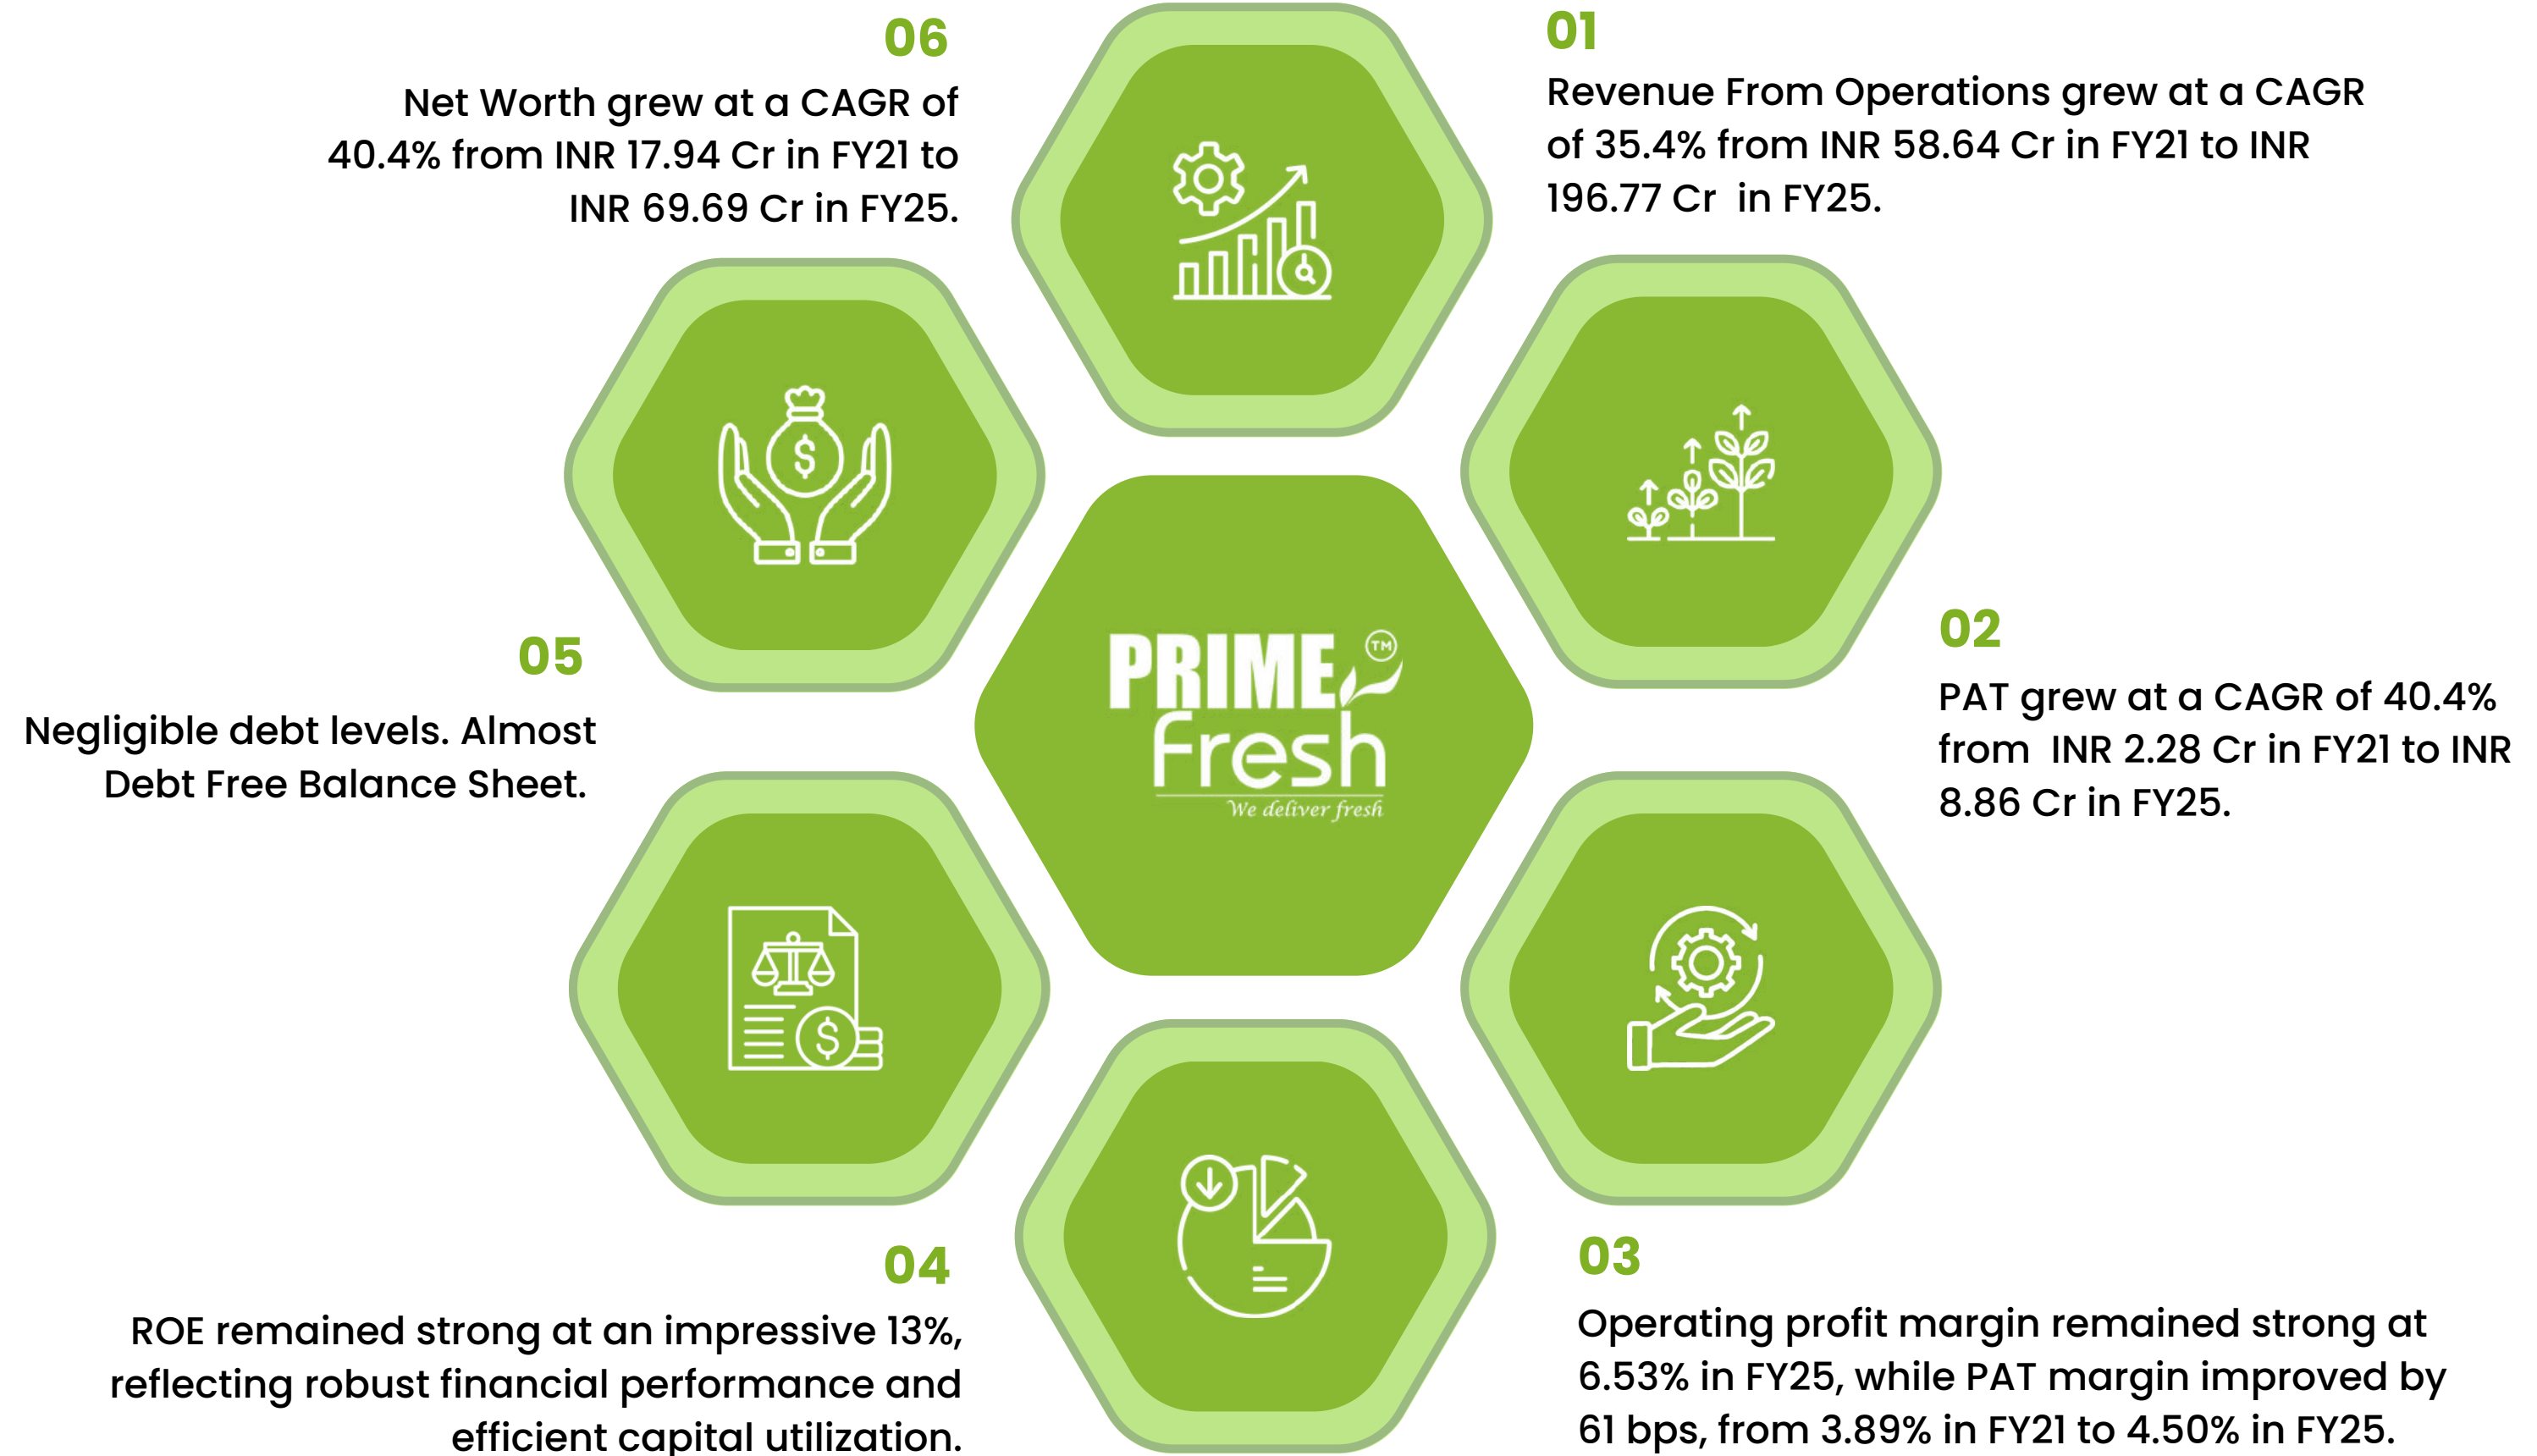 01
Revenue From Operations grew at a CAGR
of 35.4% from INR 58.64 Cr in FY21 to INR
196.77 Cr in FY25.
02
PAT grew at a CAGR of 40.4%
from INR 2.28 Cr in FY21 to INR
8.86 Cr in FY25.
03
Operating profit margin remained strong at
6.53% in FY25, while PAT margin improved by
61 bps, from 3.89% in FY21 to 4.50% in FY25.
04
ROE remained strong at an impressive 13%,
reflecting robust financial performance and
efficient capital utilization.
05
Negligible debt levels. Almost
Debt Free Balance Sheet.
06
Net Worth grew at a CAGR of
40.4% from INR 17.94 Cr in FY21 to
INR 69.69 Cr in FY25.
PRIME TM
Fresh
We deliver fresh
$
$